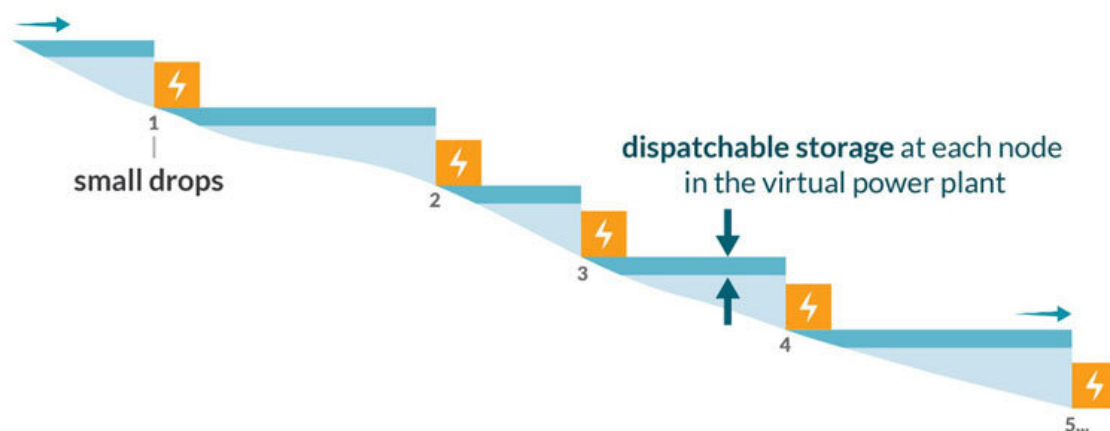 1
small drops
2
dispatchable storage at each node
in the virtual power plant
3
4
5...